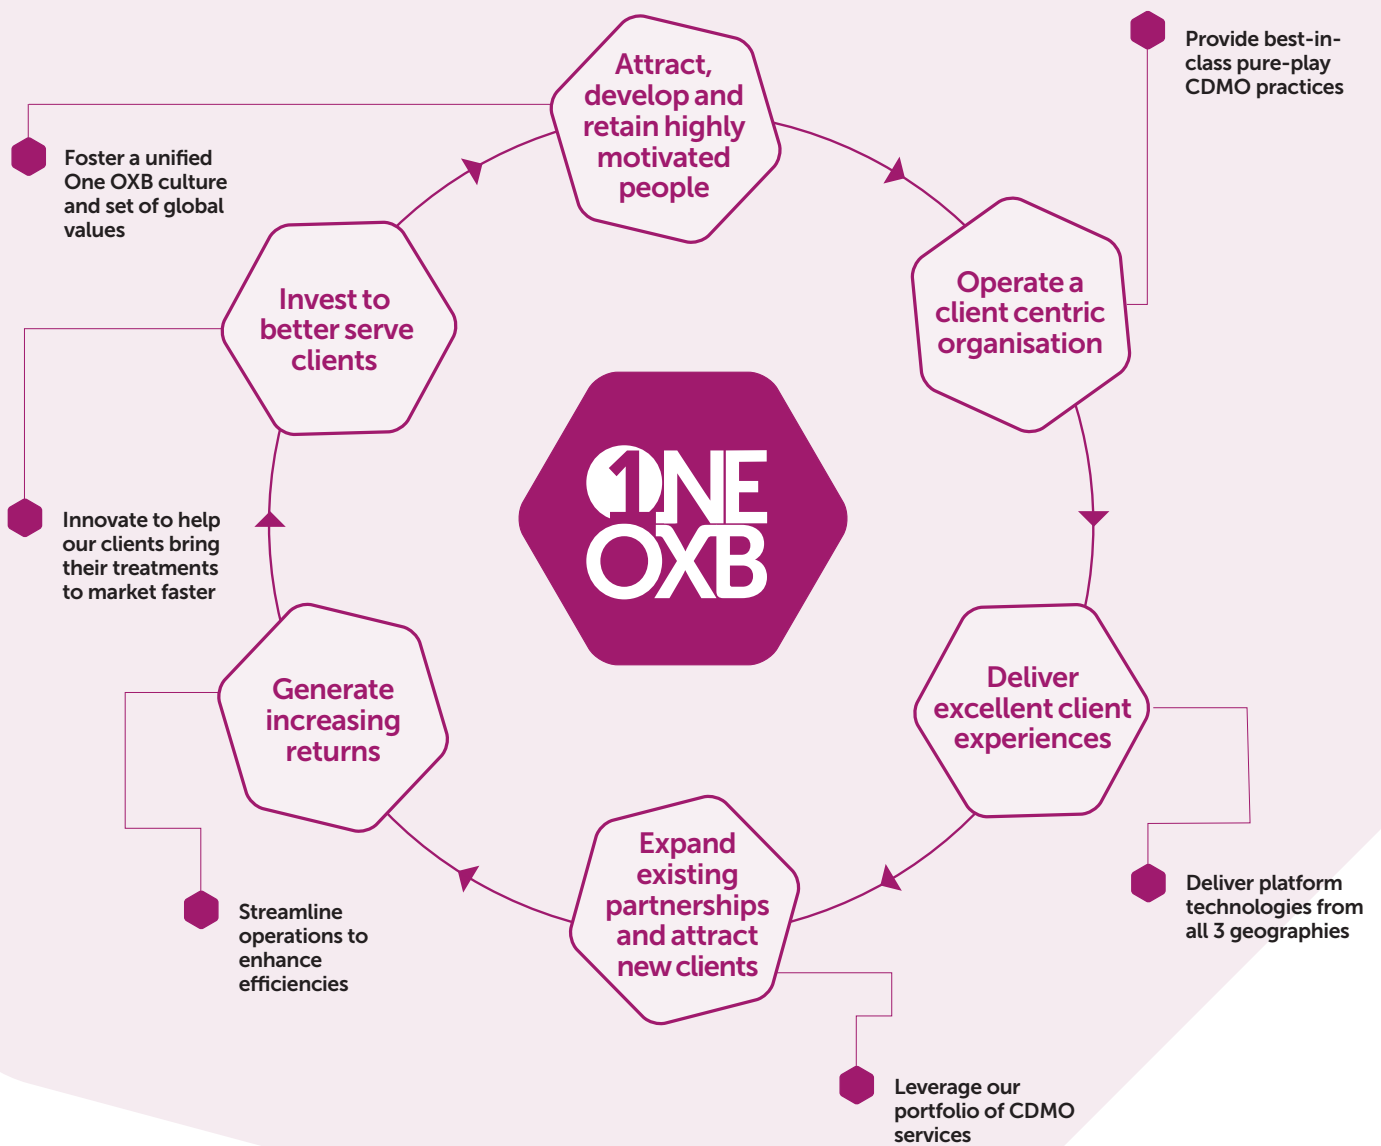 Attract,
develop and
retain highly
motivated
people
Foster a unified
One OXB culture
and set of global
values
Provide best-in-
class pure-play
CDMO practices
Operate a
client centric
organisation
Invest to
better serve
clients
Innovate to help
our clients bring
their treatments
to market faster
1NE
OXB
Deliver
excellent client
experiences
Deliver platform
technologies from
all 3 geographies
Expand
existing
partnerships
and attract
new clients
Leverage our
portfolio of CDMO
services
Generate
increasing
returns
Streamline
operations to
enhance
efficiencies